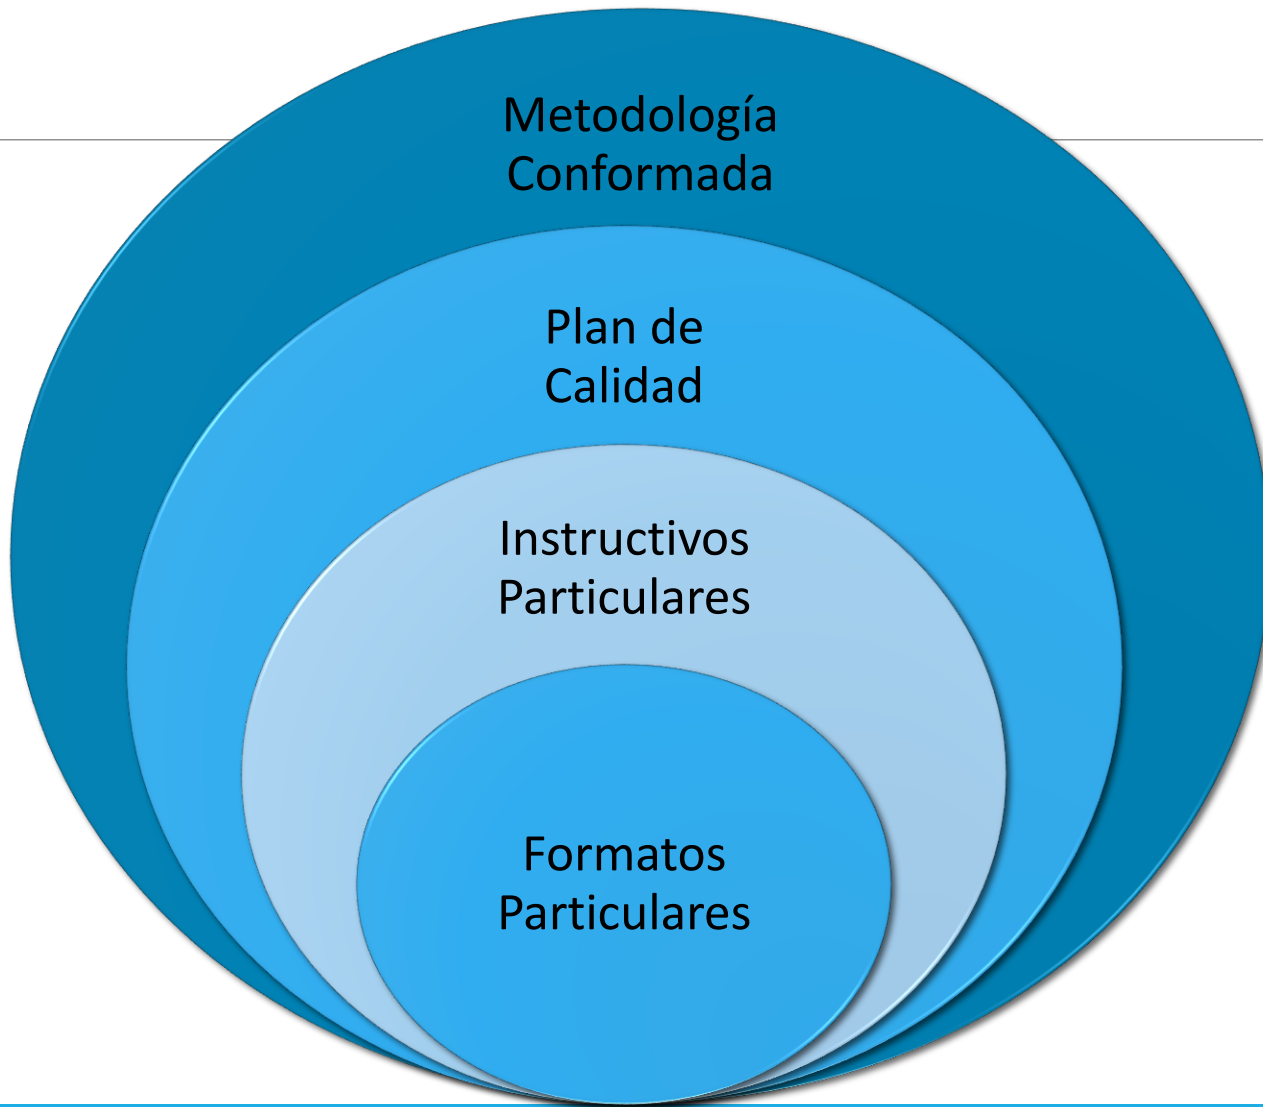 Metodología
Conformada
Plan de
Calidad
Instructivos
Particulares
Formatos
Particulares